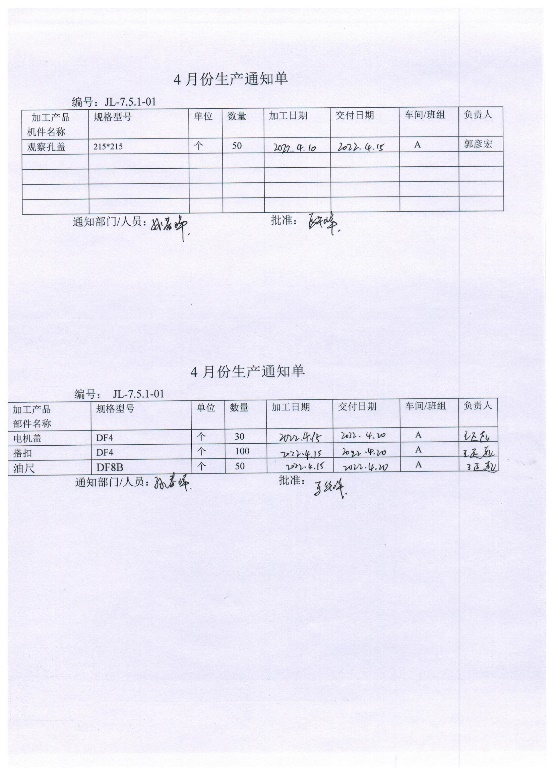 4 月份生产通知单
编号：JL-7.5.1-01
加工产品 规格型号 单位 数量 加工日期 交付日期 车间/班组 负责人
机件名称
观察孔盖 215*215 个 50 2022.4.10 2022.4.15 A 郭彦宏
通知部门/人员： 批准：
4 月份生产通知单
编号： JL-7.5.1-01
加工产品 规格型号 单位 数量 加工日期 交付日期 车间/班组 负责人
部件名称
电机盖 DF4 个 30 2022.4.15 2022.4.20 A
搭扣 DF4 个 100 2022.4.15 2022.4.20 A
油尺 DF8B 个 50 2022.4.15 2022.4.20 A
通知部门/人员： 批准：